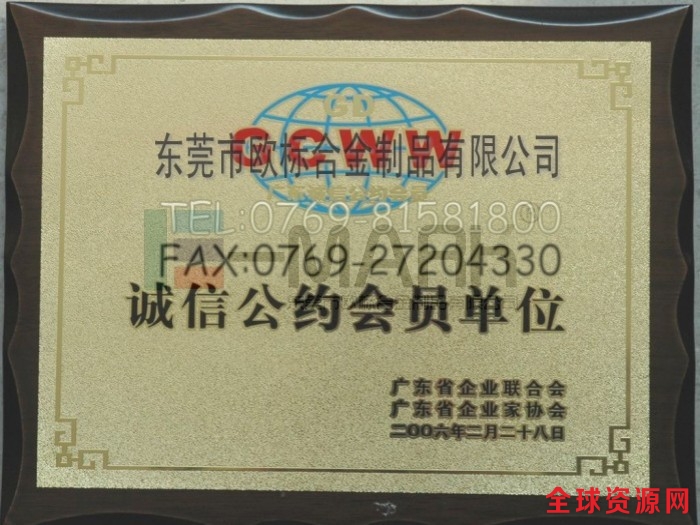 GD
CCWW
东莞市欧标合金制品有限公司
TEL:0769-81581800
FAX:0769-27204330
诚信公约会员单位
广东省企业联合会
广东省企业家协会
二00六年二月二十八日
全球资源网